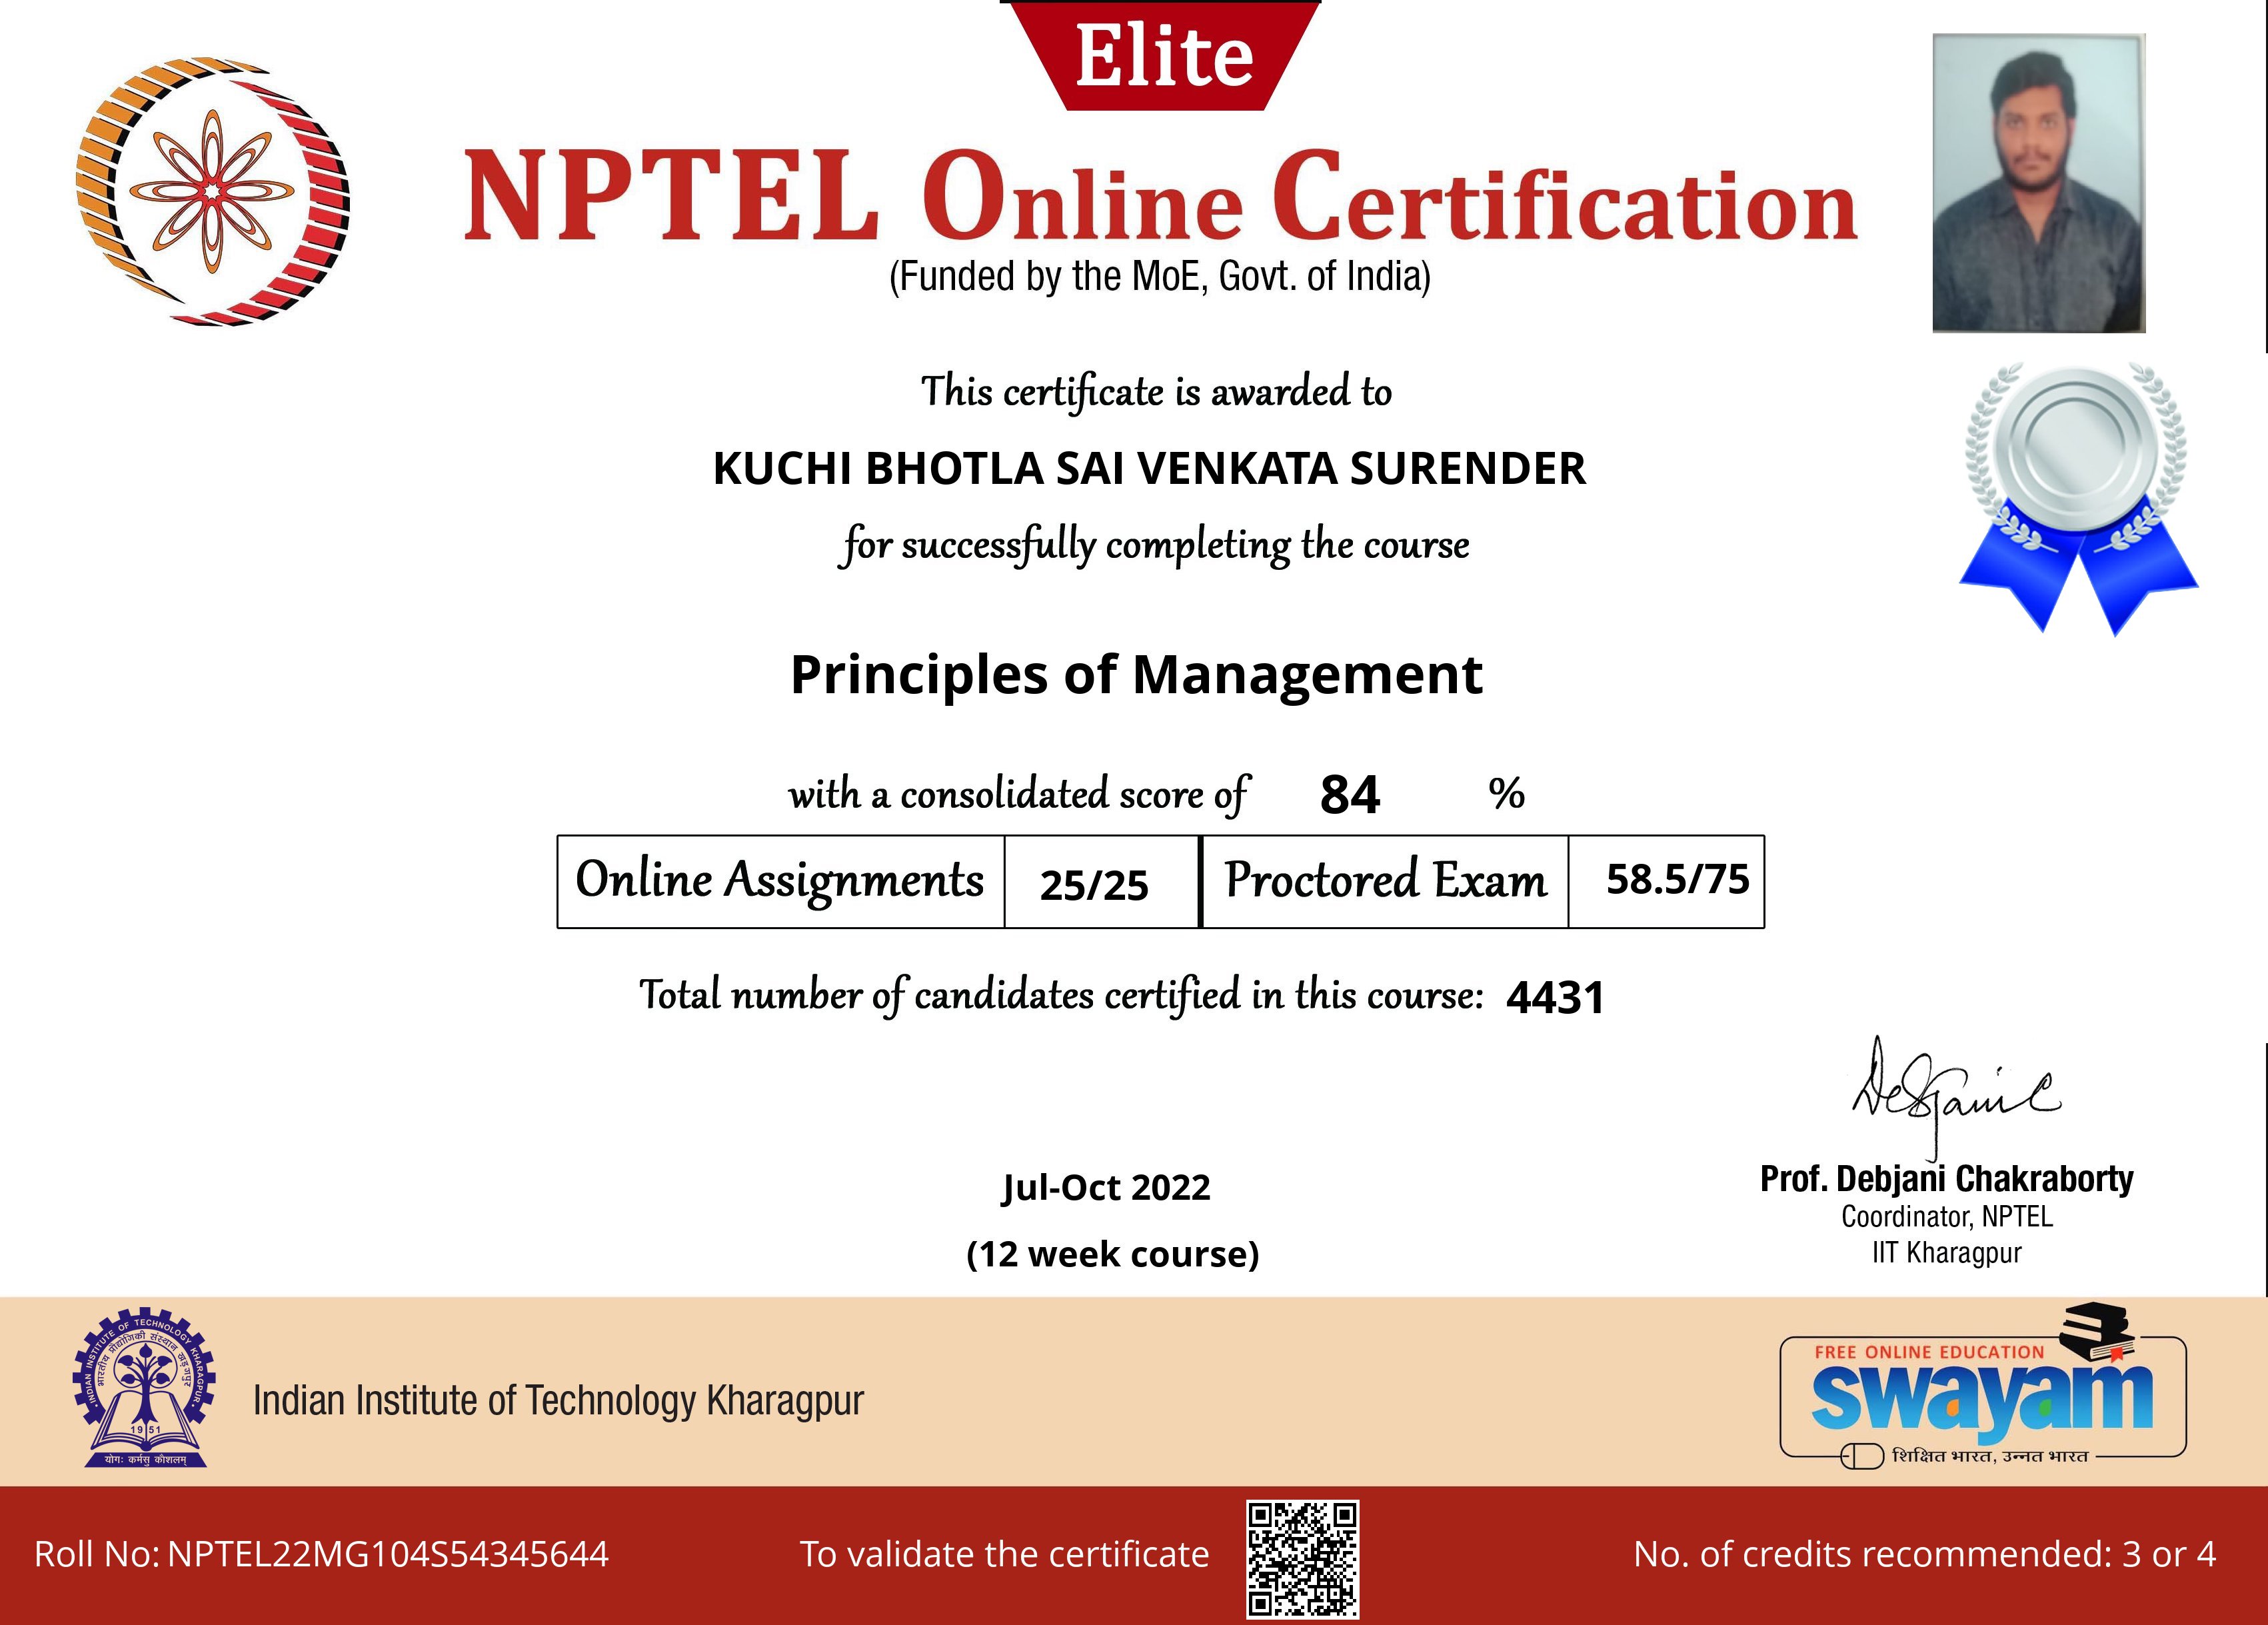 Elite
NPTEL Online Certification
(Funded by the MoE, Govt. of India)
This certificate is awarded to
KUCHI BHOTLA SAI VENKATA SURENDER
for successfully completing the course
Principles of Management
with a consolidated score of 84 %
Online Assignments 25/25 Proctored Exam 58.5/75
Total number of candidates certified in this course: 4431
Debjani C
Prof. Debjani Chakraborty
Coordinator, NPTEL
IIT Kharagpur
Jul-Oct 2022
(12 week course)
INDIAN INSTITUTE OF TECHNOLOGY KHARAGPUR
भारतीय प्रौद्योगिकी संस्थान खड़गपुर
1951
योगः कर्मसु कौशलम्
Indian Institute of Technology Kharagpur
FREE ONLINE EDUCATION
swayam
शिक्षित भारत, उन्नत भारत
Roll No: NPTEL22MG104S54345644
To validate the certificate
No. of credits recommended: 3 or 4